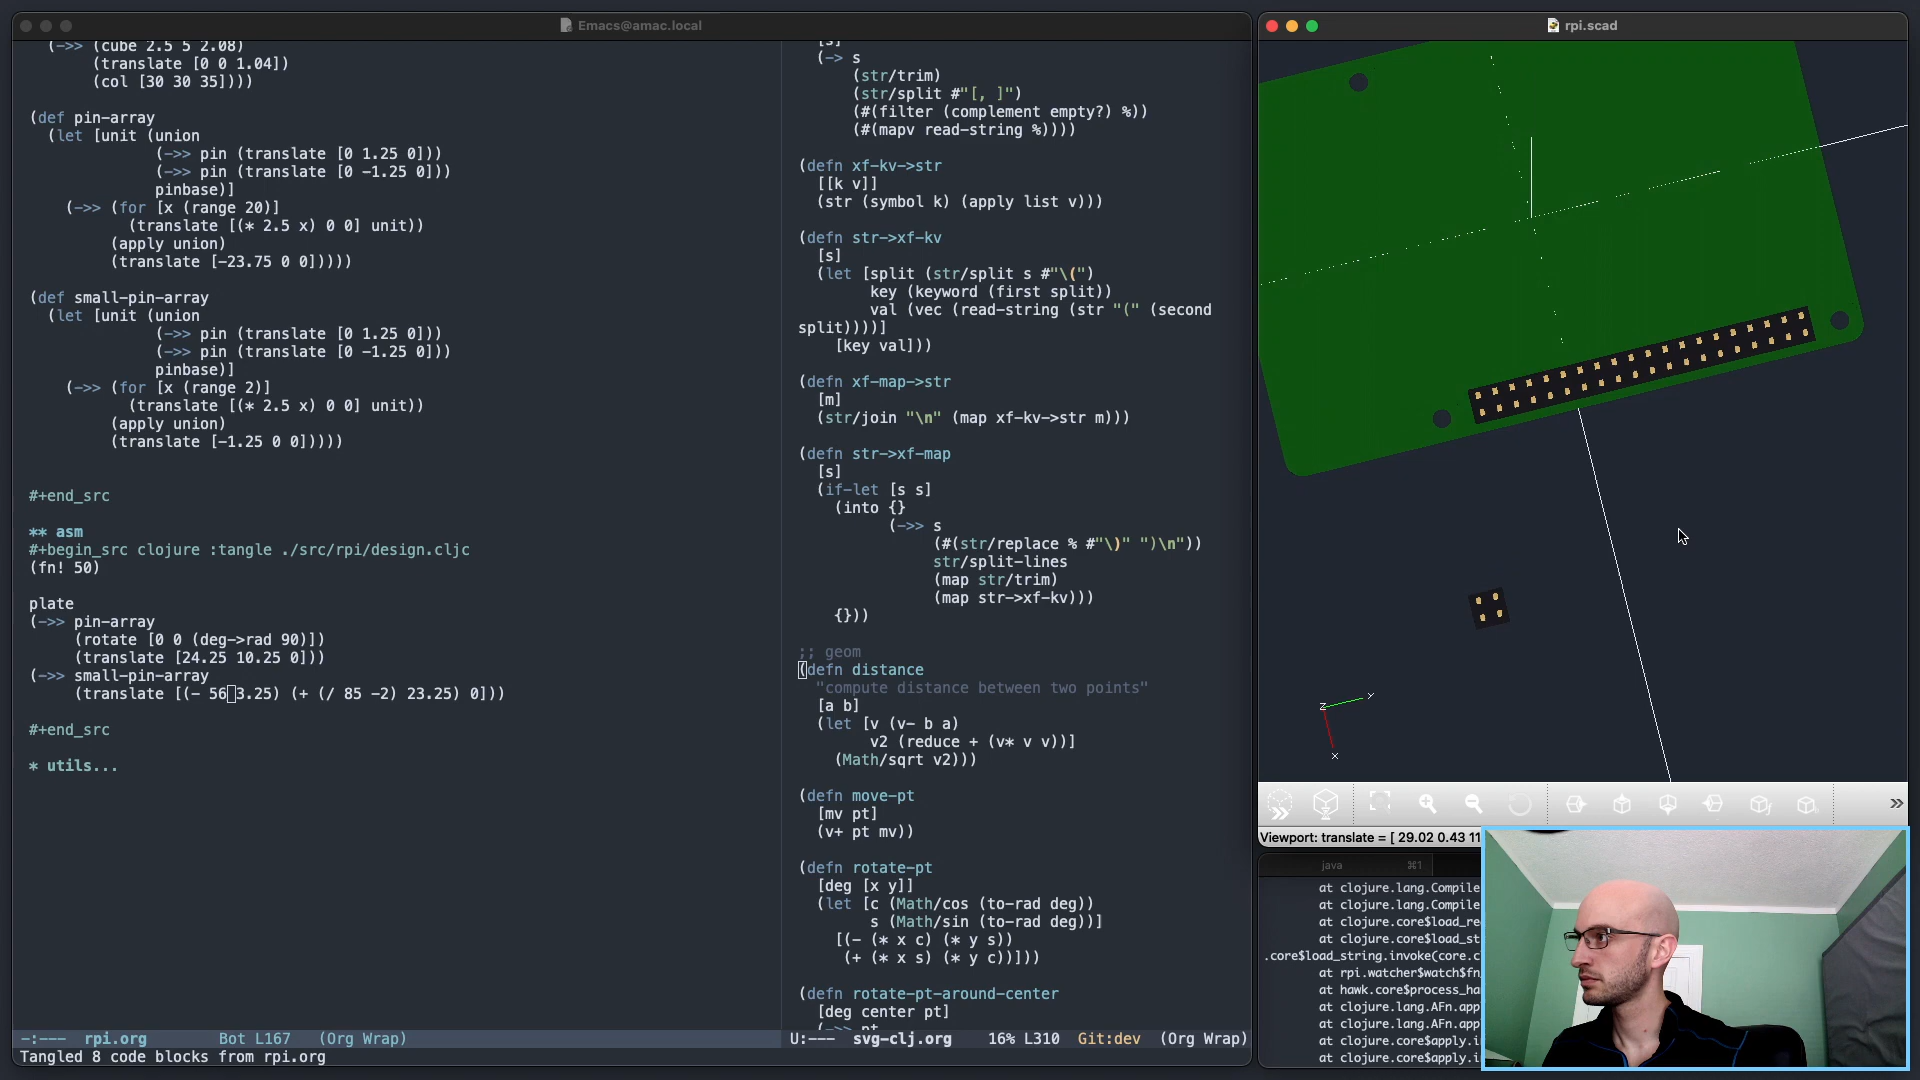 Emacs@amac.local
(->> (cube 2.5 5 2.08)
(translate [0 0 1.04])
(col [30 30 35])))
(def pin-array
(let [unit (union
(->> pin (translate [0 1.25 0]))
(->> pin (translate [0 -1.25 0]))
pinbase)]
(->> (for [x (range 20)]
(translate [(* 2.5 x) 0 0] unit))
(apply union)
(translate [-23.75 0 0]))))
(def small-pin-array
(let [unit (union
(->> pin (translate [0 1.25 0]))
(->> pin (translate [0 -1.25 0]))
pinbase)]
(->> (for [x (range 2)]
(translate [(* 2.5 x) 0 0] unit))
(apply union)
(translate [-1.25 0 0]))))
#+end_src
** asm
#+begin_src clojure :tangle ./src/rpi/design.cljc
(fn! 50)
plate
(->> pin-array
(rotate [0 0 (deg->rad 90)])
(translate [24.25 10.25 0]))
(->> small-pin-array
(translate [(- 56 3.25) (+ (/ 85 -2) 23.25) 0]))
#+end_src
* utils...
-:--- rpi.org Bot L167 (Org Wrap)
Tangled 8 code blocks from rpi.org
[s]
(-> s
(str/trim)
(str/split #"[, ]")
(#(filter (complement empty?) %))
(#(mapv read-string %))))
(defn xf-kv->str
[[k v]]
(str (symbol k) (apply list v)))
(defn str->xf-kv
[s]
(let [split (str/split s #"\(")
key (keyword (first split))
val (vec (read-string (str "(" (second
split))))]
[key val]))
(defn xf-map->str
[m]
(str/join "\n" (map xf-kv->str m)))
(defn str->xf-map
[s]
(if-let [s s]
(into {}
(->> s
(#(str/replace % #"\)" ")\n"))
str/split-lines
(map str/trim)
(map str->xf-kv)))
{}))
;; geom
(defn distance
"compute distance between two points"
[a b]
(let [v (v- b a)
v2 (reduce + (v* v v))]
(Math/sqrt v2)))
(defn move-pt
[mv pt]
(v+ pt mv))
(defn rotate-pt
[deg [x y]]
(let [c (Math/cos (to-rad deg))
s (Math/sin (to-rad deg))]
[(- (* x c) (* y s))
(+ (* x s) (* y c))]))
(defn rotate-pt-around-center
[deg center pt]
(->> pt
U:--- svg-clj.org 16% L310 Git:dev (Org Wrap)
rpi.scad
Y
Z
X
Viewport: translate = [ 29.02 0.43 11
java ⌘1
at clojure.lang.Compile
at clojure.lang.Compile
at clojure.core$load_re
at clojure.core$load_st
.core$load_string.invoke(core.c
at rpi.watcher$watch$fn
at hawk.core$process_ha
at clojure.lang.AFn.app
at clojure.lang.AFn.app
at clojure.core$apply.i
at clojure.core$apply.i